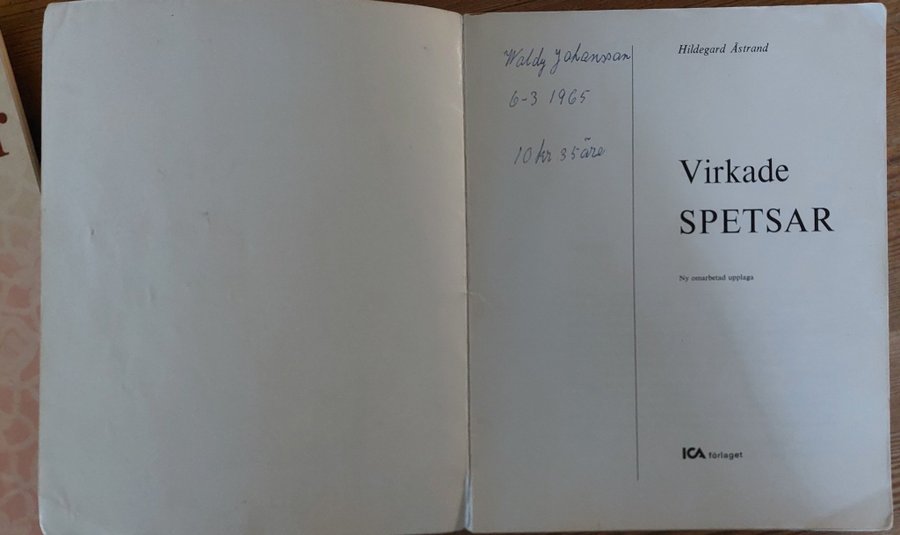 Waldy Johansson
6-3 1965
10 kr 35 öre
Hildegard Åstrand
Virkade
SPETSAR
Ny omarbetad upplaga
ICA förlaget